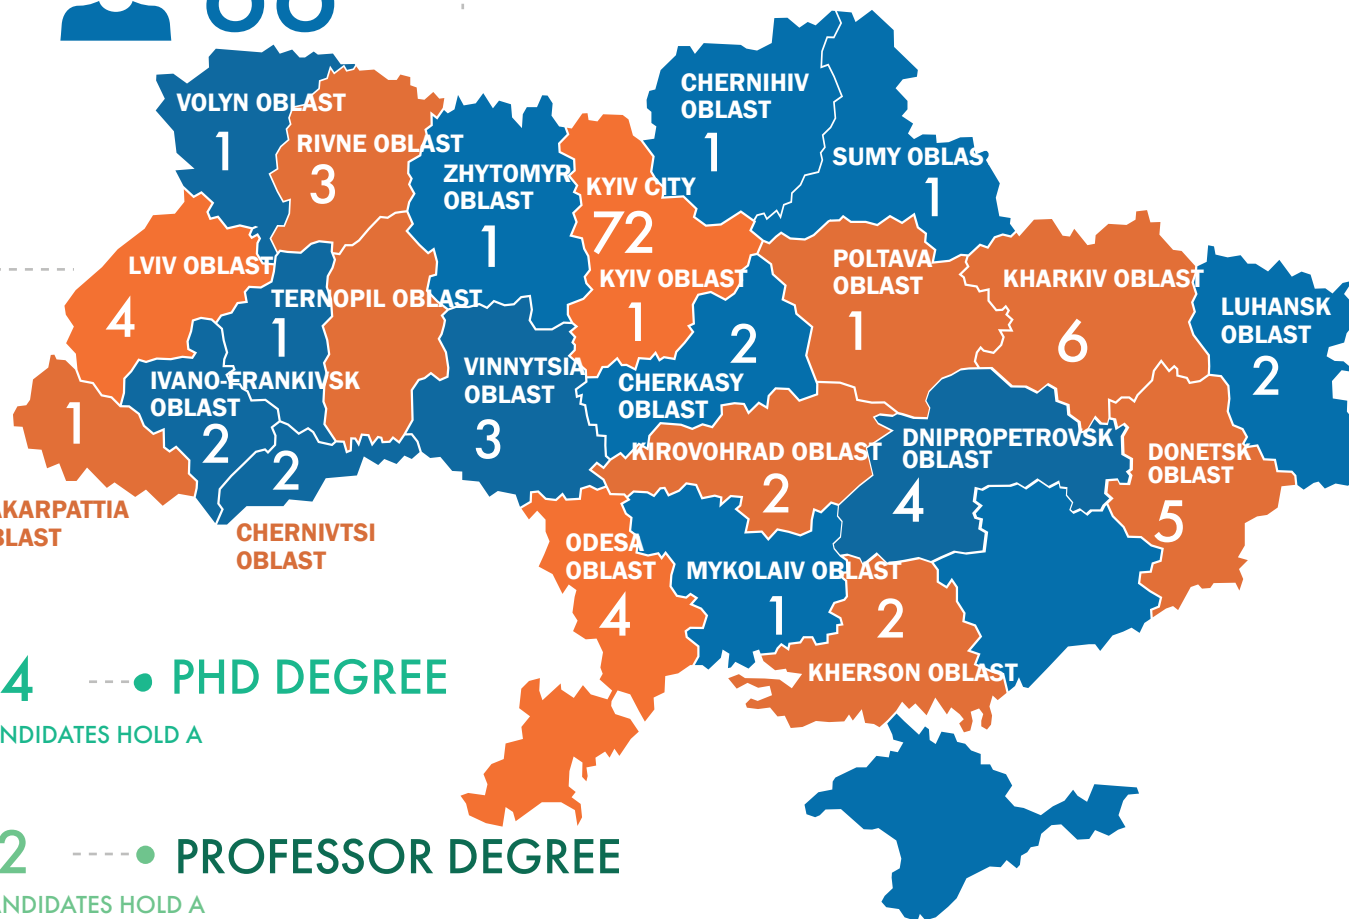 VOLYN OBLAST
1
RIVNE OBLAST
3
ZHYTOMYR
OBLAST
1
KYIV CITY
72
KYIV OBLAST
1
CHERNIHIV
OBLAST
1
SUMY OBLAS
1
LVIV OBLAST
4
TERNOPIL OBLAST
1
IVANO-FRANKIVSK
OBLAST
2
1
AKARPATTIA
BLAST
2
CHERNIVTSI
OBLAST
VINNYTSIA
OBLAST
3
2
CHERKASY
OBLAST
POLTAVA
OBLAST
1
KHARKIV OBLAST
6
LUHANSK
OBLAST
2
KIROVOHRAD OBLAST
2
DNIPROPETROVSK
OBLAST
4
DONETSK
OBLAST
5
ODESA
OBLAST
4
MYKOLAIV OBLAST
1
2
KHERSON OBLAST
4
PHD DEGREE
NDIDATES HOLD A
2
PROFESSOR DEGREE
ANDIDATES HOLD A